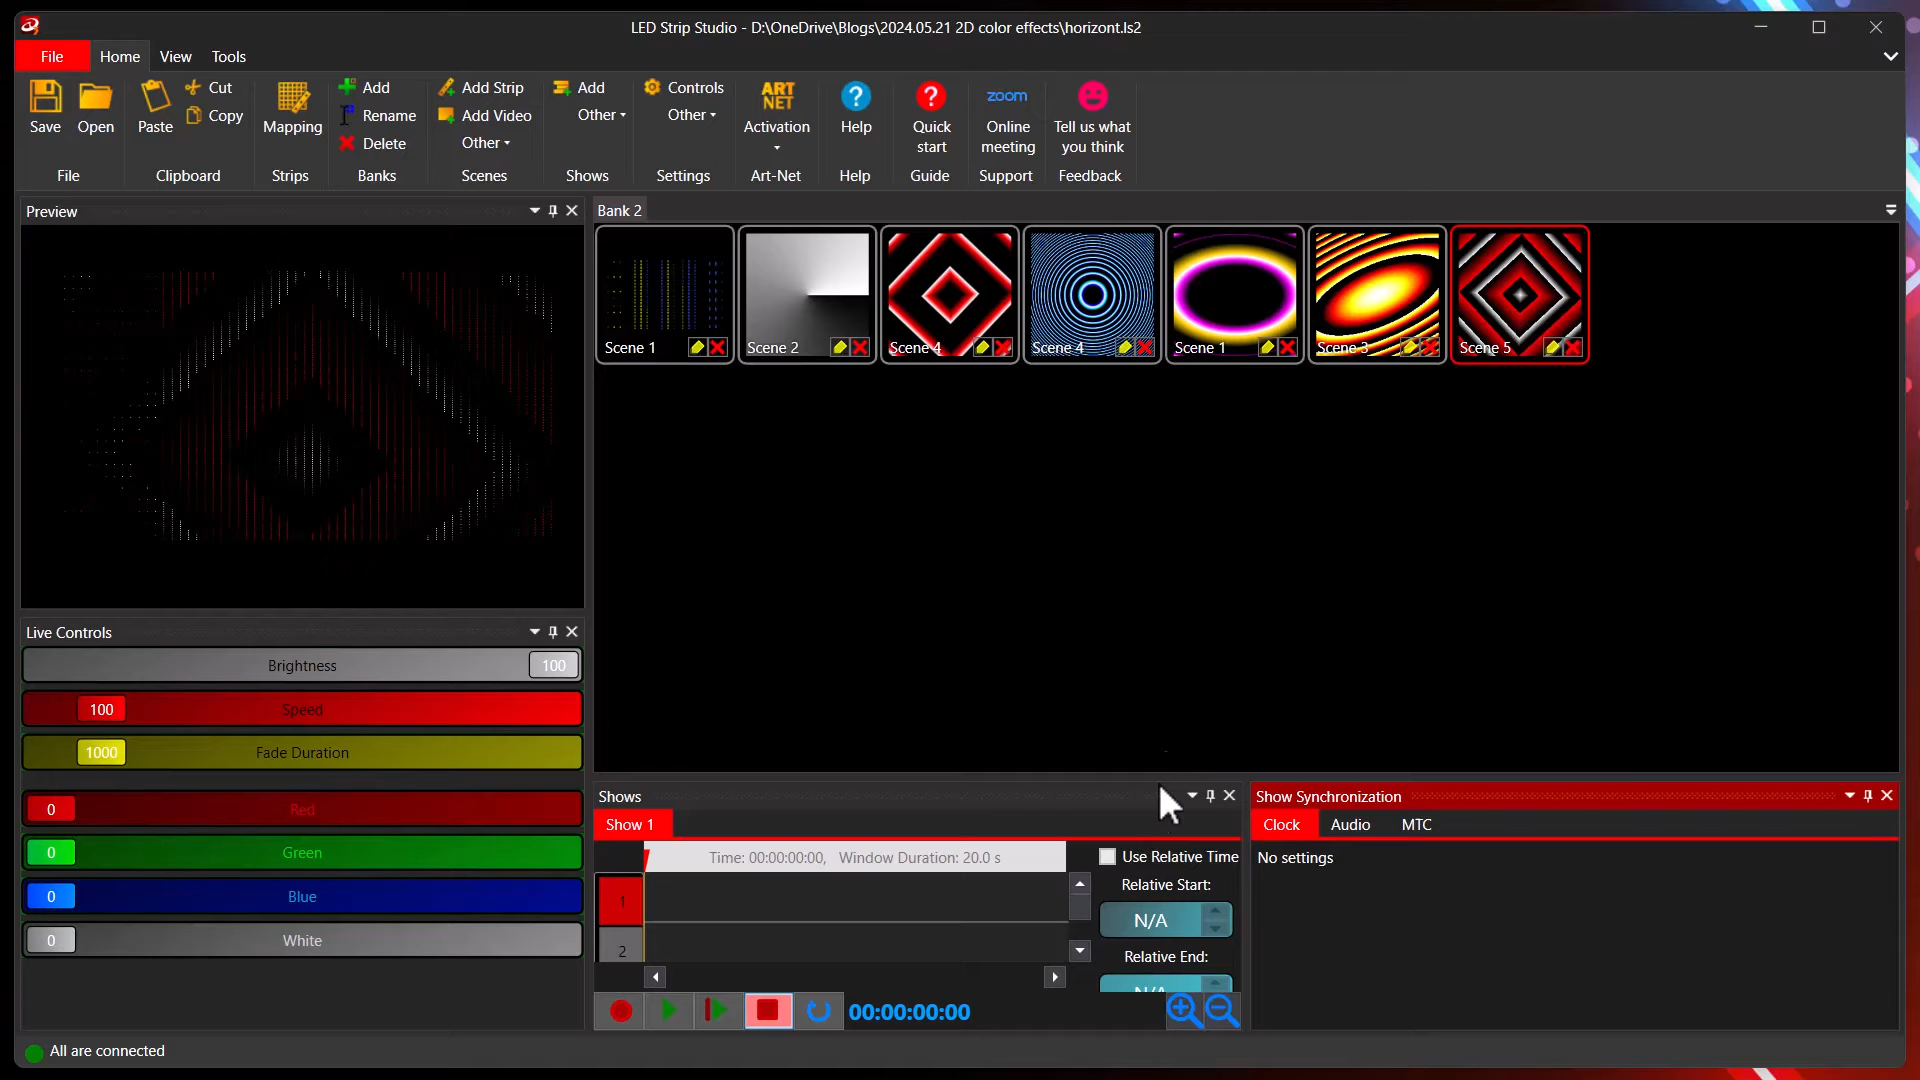 LED Strip Studio - D:\OneDrive\Blogs\2024.05.21 2D color effects\horizont.ls2
File Home View Tools
Save Open Paste Cut Copy Mapping Add Rename Delete Add Strip Add Video Other Add Other Controls Other ART NET Activation ? Help ? Quick start zoom Online meeting Tell us what you think
File Clipboard Strips Banks Scenes Shows Settings Art-Net Help Guide Support Feedback
Preview
Bank 2
Scene 1 Scene 2 Scene 4 Scene 4 Scene 1 Scene 3 Scene 5
Live Controls
Brightness 100
100 Speed
1000 Fade Duration
0 Red
0 Green
0 Blue
0 White
Shows
Show 1
Time: 00:00:00:00, Window Duration: 20.0 s
1
2
Use Relative Time
Relative Start:
N/A
Relative End:
N/A
00:00:00:00
Show Synchronization
Clock Audio MTC
No settings
All are connected